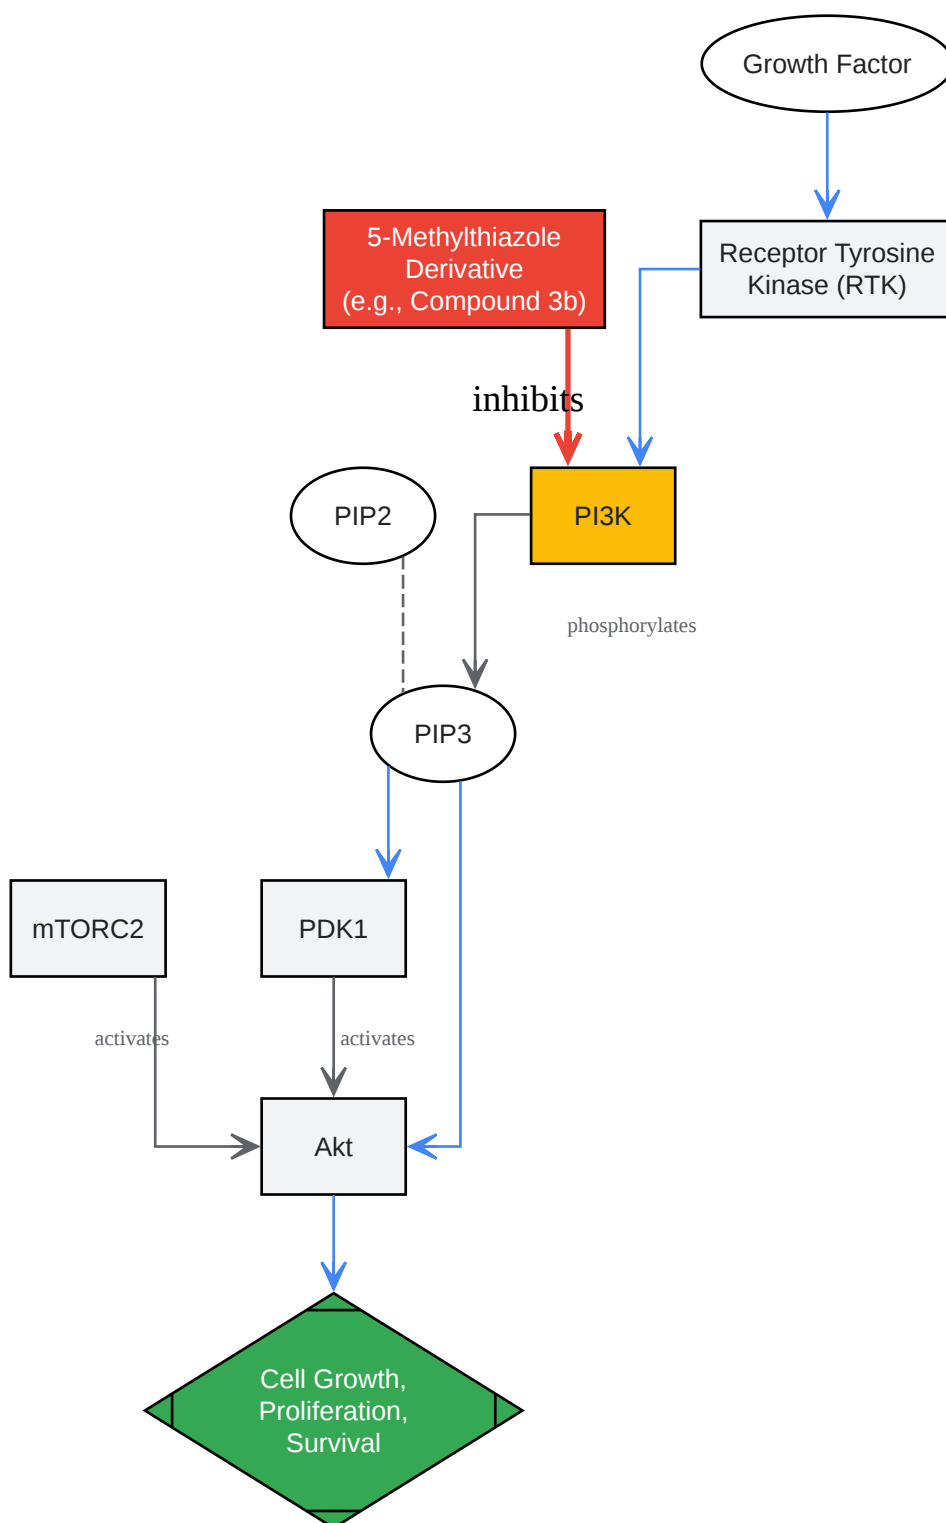 Growth Factor
Receptor Tyrosine
Kinase (RTK)
5-Methylthiazole
Derivative
(e.g., Compound 3b)
inhibits
PIP2
PI3K
phosphorylates
PIP3
mTORC2
PDK1
activates
activates
Akt
Cell Growth,
Proliferation,
Survival